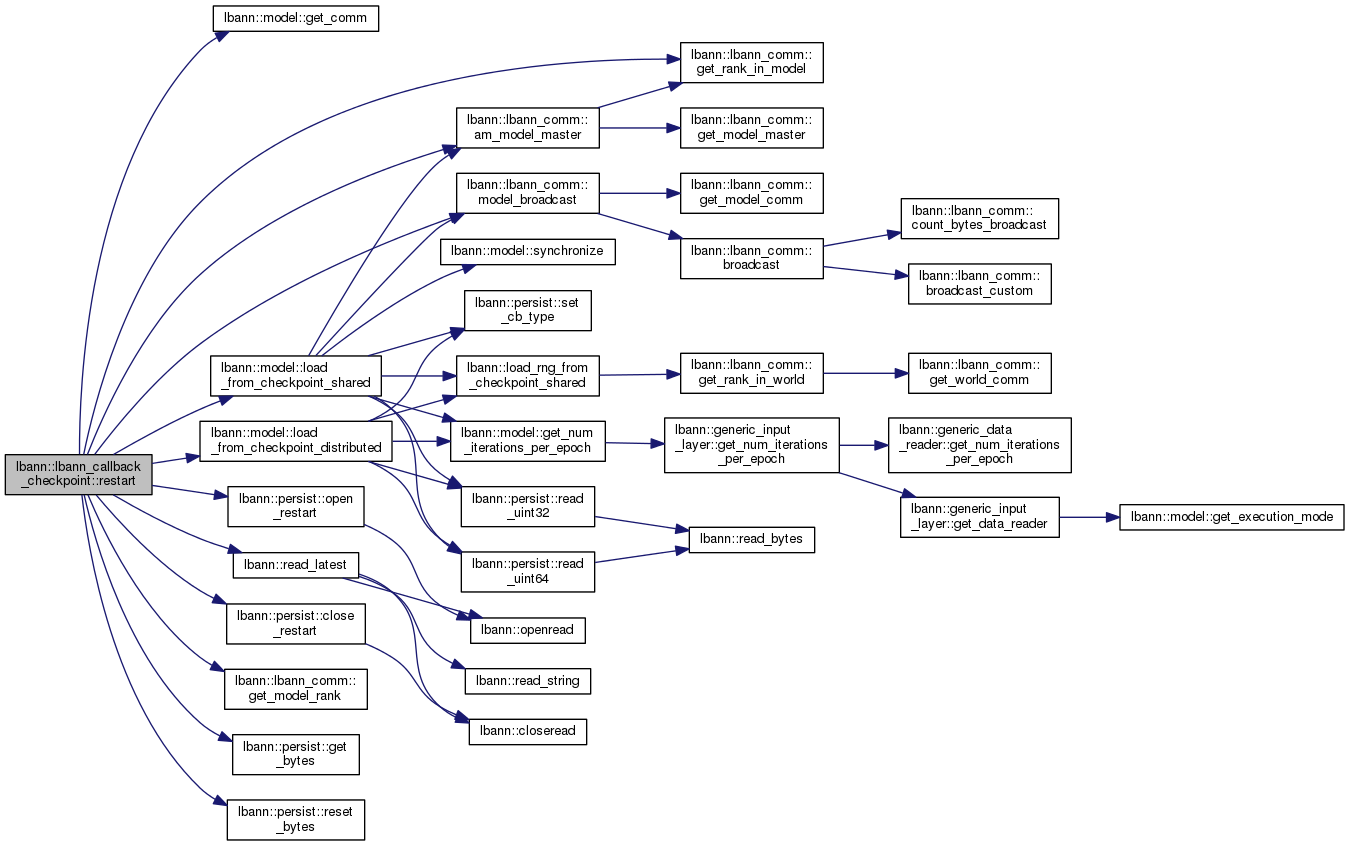 lbann::model::get_comm
lbann::lbann_comm::
get_rank_in_model
lbann::lbann_comm::
am_model_master
lbann::lbann_comm::
get_model_master
lbann::lbann_comm::
model_broadcast
lbann::lbann_comm::
get_model_comm
lbann::lbann_comm::
count_bytes_broadcast
lbann::model::synchronize
lbann::lbann_comm::
broadcast
lbann::lbann_comm::
broadcast_custom
lbann::persist::set
_cb_type
lbann::model::load
_from_checkpoint_shared
lbann::load_rng_from
_checkpoint_shared
lbann::lbann_comm::
get_rank_in_world
lbann::lbann_comm::
get_world_comm
lbann::model::load
_from_checkpoint_distributed
lbann::model::get_num
_iterations_per_epoch
lbann::generic_input
_layer::get_num_iterations
_per_epoch
lbann::generic_data
_reader::get_num_iterations
_per_epoch
lbann::lbann_callback
_checkpoint::restart
lbann::persist::open
_restart
lbann::persist::read
_uint32
lbann::generic_input
_layer::get_data_reader
lbann::model::get_execution_mode
lbann::read_bytes
lbann::read_latest
lbann::persist::read
_uint64
lbann::persist::close
_restart
lbann::openread
lbann::lbann_comm::
get_model_rank
lbann::read_string
lbann::closeread
lbann::persist::get
_bytes
lbann::persist::reset
_bytes